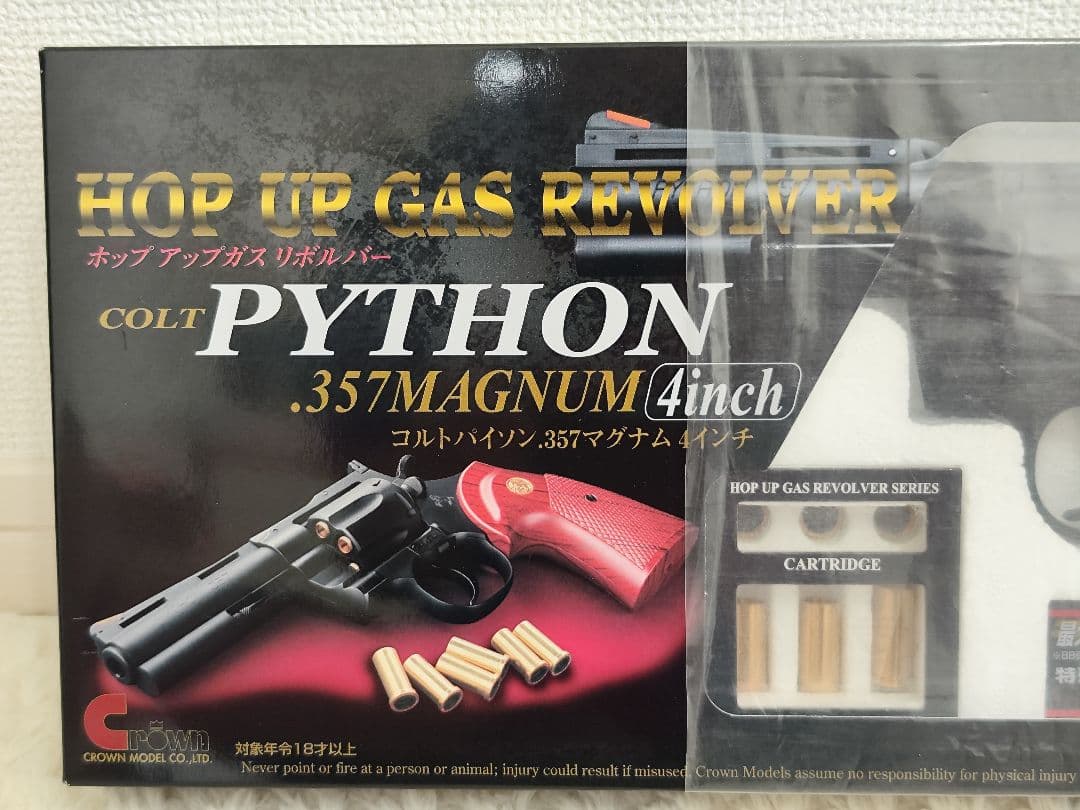 HOP UP GAS REVOLVER
ホップ アップガス リボルバー
COLT PYTHON
.357MAGNUM 4inch
コルトパイソン.357マグナム 4インチ
HOP UP GAS REVOLVER SERIES
CARTRIDGE
最
※BB
特
Crown
CROWN MODEL CO.,LTD.
対象年令18才以上
Never point or fire at a person or animal; injury could result if misused. Crown Models assume no responsibility for physical injury